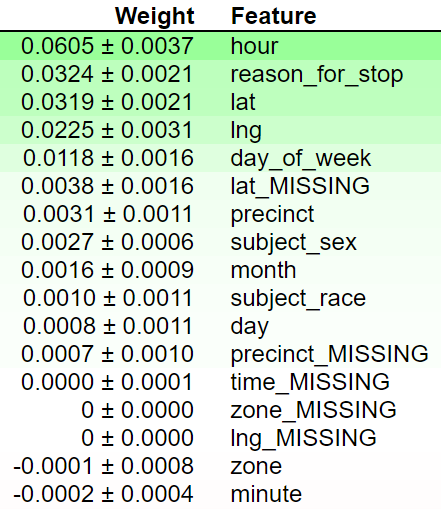 Weight Feature
0.0605 ± 0.0037 hour
0.0324 ± 0.0021 reason_for_stop
0.0319 ± 0.0021 lat
0.0225 ± 0.0031 lng
0.0118 ± 0.0016 day_of_week
0.0038 ± 0.0016 lat_MISSING
0.0031 ± 0.0011 precinct
0.0027 ± 0.0006 subject_sex
0.0016 ± 0.0009 month
0.0010 ± 0.0011 subject_race
0.0008 ± 0.0011 day
0.0007 ± 0.0010 precinct_MISSING
0.0000 ± 0.0001 time_MISSING
0 ± 0.0000 zone_MISSING
0 ± 0.0000 lng_MISSING
-0.0001 ± 0.0008 zone
-0.0002 ± 0.0004 minute